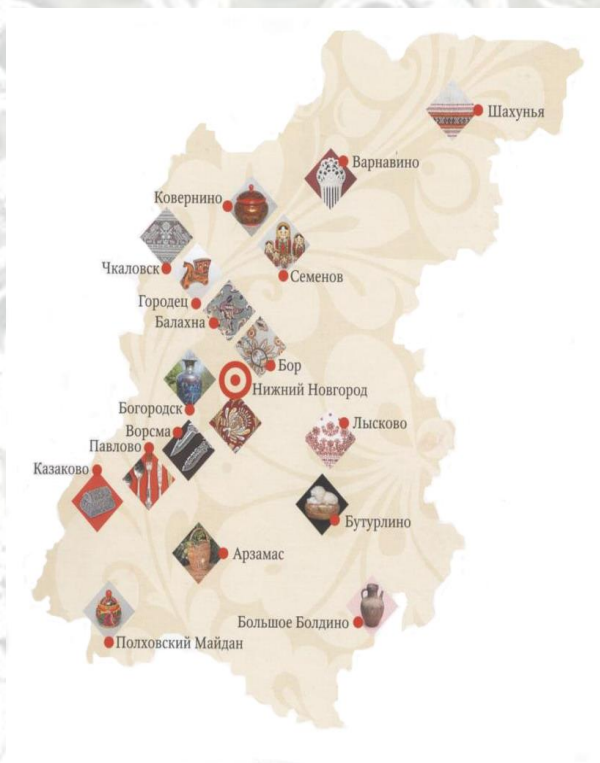 Шахунья
Варнавино
Ковернино
Чкаловск
Семенов
Городец
Балахна
Бор
Нижний Новгород
Богородск
Лысково
Ворсма
Павлово
Казаково
Бутурлино
Арзамас
Большое Болдино
Полховский Майдан